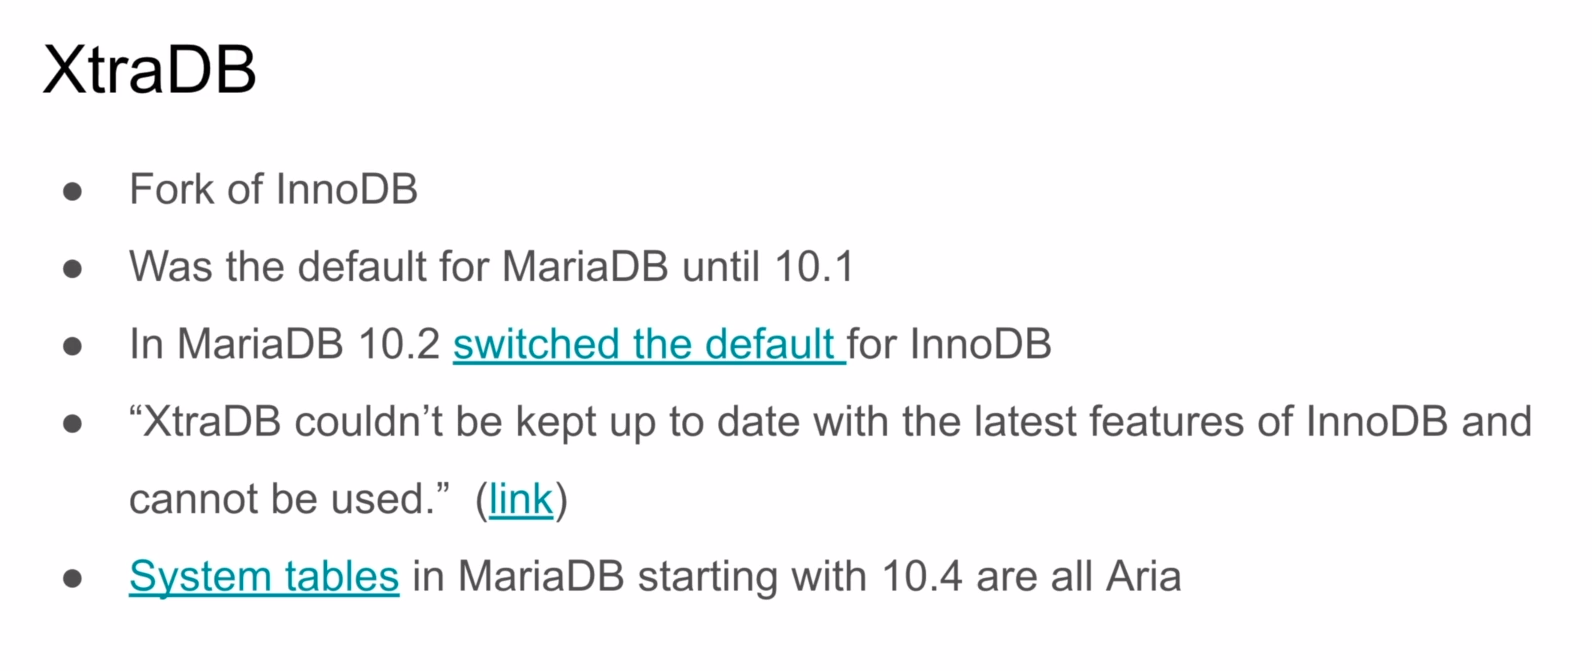 XtraDB
● Fork of InnoDB
● Was the default for MariaDB until 10.1
● In MariaDB 10.2 switched the default for InnoDB
● “XtraDB couldn’t be kept up to date with the latest features of InnoDB and
cannot be used.”  (link)
● System tables in MariaDB starting with 10.4 are all Aria